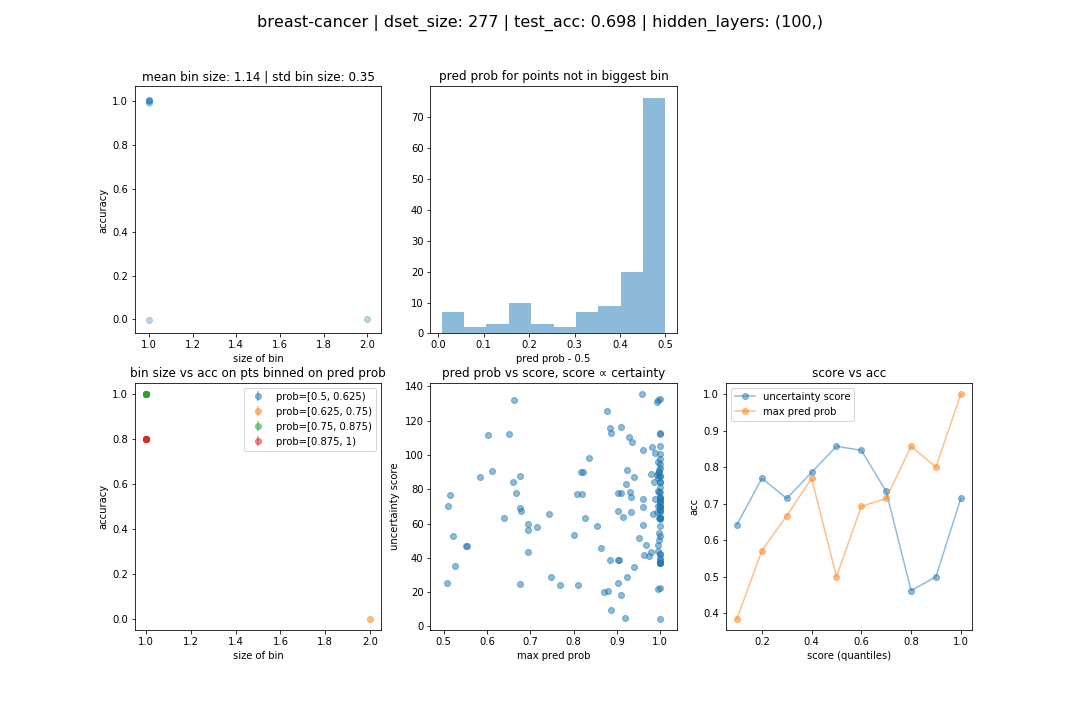 breast-cancer | dset_size: 277 | test_acc: 0.698 | hidden_layers: (100,)
mean bin size: 1.14 | std bin size: 0.35
1.0
0.8
0.6
0.4
0.2
0.0
accuracy
1.0 1.2 1.4 1.6 1.8 2.0
size of bin
pred prob for points not in biggest bin
70
60
50
40
30
20
10
0
0.0 0.1 0.2 0.3 0.4 0.5
pred prob - 0.5
bin size vs acc on pts binned on pred prob
prob=[0.5, 0.625)
prob=[0.625, 0.75)
prob=[0.75, 0.875)
prob=[0.875, 1)
1.0
0.8
0.6
0.4
0.2
0.0
accuracy
1.0 1.2 1.4 1.6 1.8 2.0
size of bin
pred prob vs score, score ∝ certainty
140
120
100
80
60
40
20
0
uncertainty score
0.5 0.6 0.7 0.8 0.9 1.0
max pred prob
score vs acc
uncertainty score
max pred prob
1.0
0.9
0.8
0.7
0.6
0.5
0.4
acc
0.2 0.4 0.6 0.8 1.0
score (quantiles)